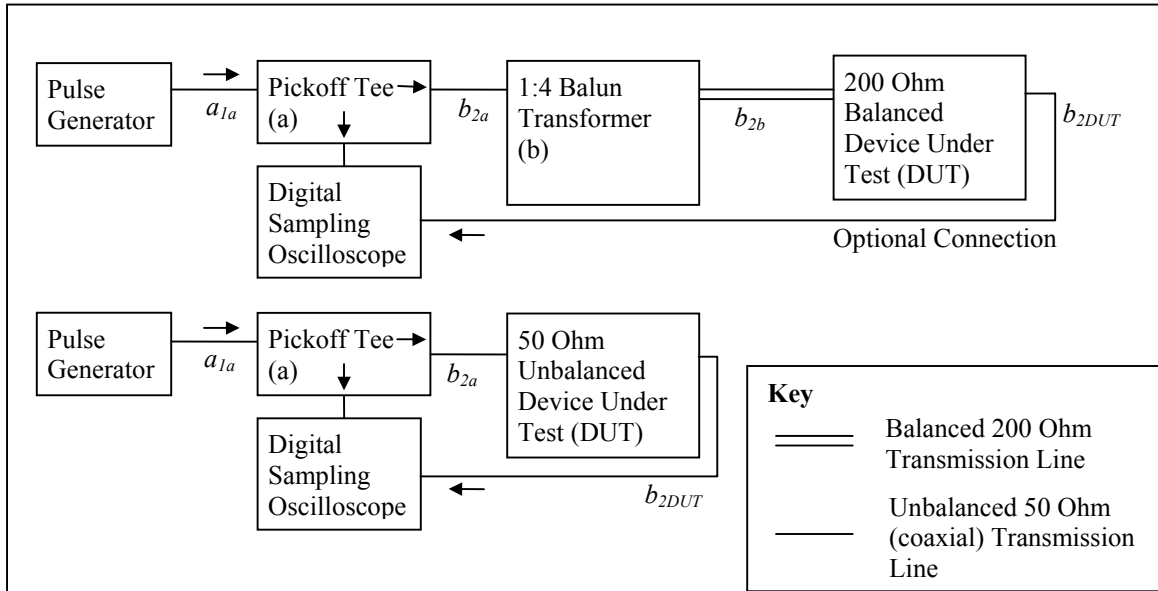 Pulse
Generator
a1a
Pickoff Tee
(a)
b2a
1:4 Balun
Transformer
(b)
b2b
200 Ohm
Balanced
Device Under
Test (DUT)
b2DUT
Digital
Sampling
Oscilloscope
Optional Connection
Pulse
Generator
a1a
Pickoff Tee
(a)
b2a
50 Ohm
Unbalanced
Device Under
Test (DUT)
Digital
Sampling
Oscilloscope
b2DUT
Key
Balanced 200 Ohm
Transmission Line
Unbalanced 50 Ohm
(coaxial) Transmission
Line